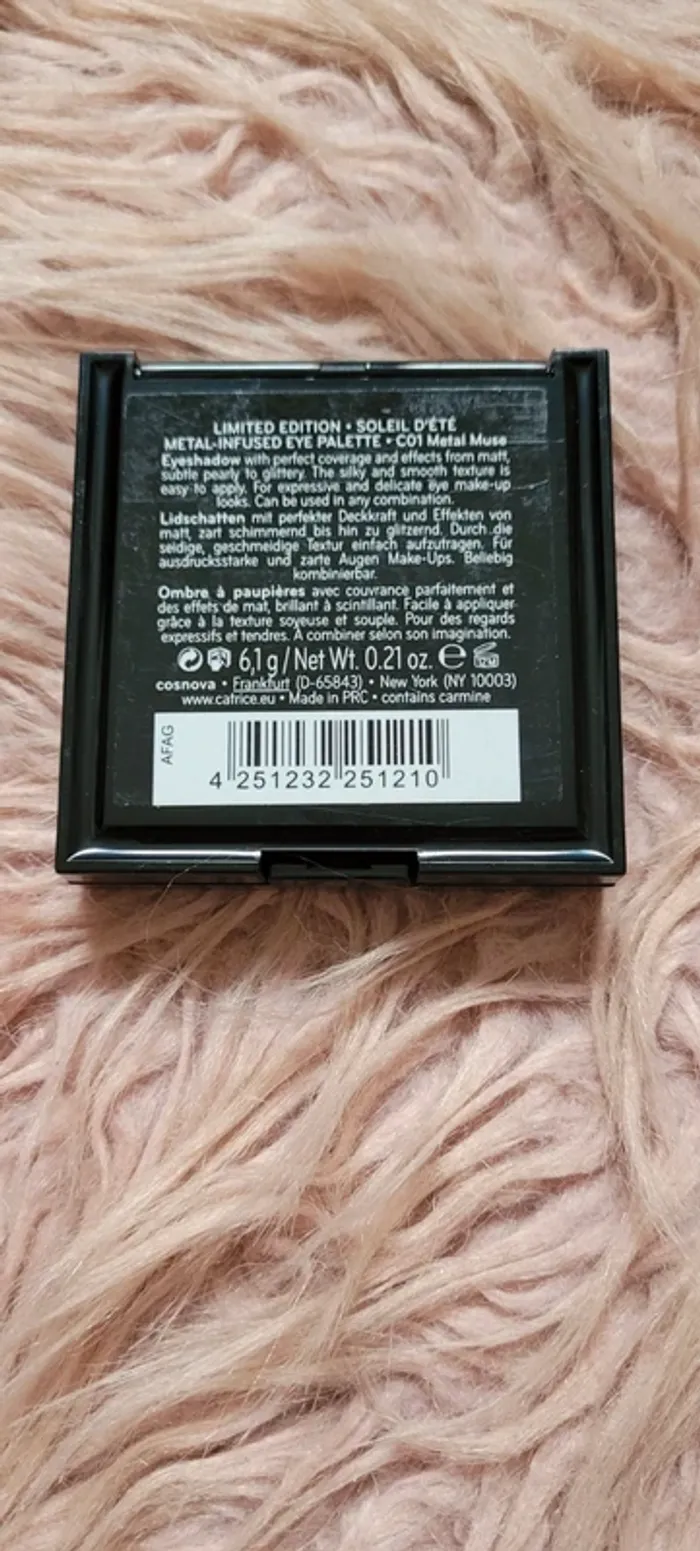 LIMITED EDITION • SOLEIL D'ÉTÉ
METAL-INFUSED EYE PALETTE • C01 Metal Muse
Eyeshadow with perfect coverage and effects from matt,
subtle pearly to glittery. The silky and smooth texture is
easy to apply. For expressive and delicate eye make-up
looks. Can be used in any combination.
Lidschatten mit perfekter Deckkraft und Effekten von
matt, zart schimmernd bis hin zu glitzernd. Durch die
seidige, geschmeidige Textur einfach aufzutragen. Für
ausdrucksstarke und zarte Augen Make-Ups. Beliebig
kombinierbar.
Ombre à paupières avec couvrance parfaitement et
des effets de mat, brillant à scintillant. Facile à appliquer
grâce à la texture soyeuse et souple. Pour des regards
expressifs et tendres. À combiner selon son imagination.
6,1 g / Net Wt. 0.21 oz. e 12M
cosnova • Frankfurt (D-65843) • New York (NY 10003)
www.catrice.eu • Made in PRC • contains carmine
AFAG
4 251232 251210